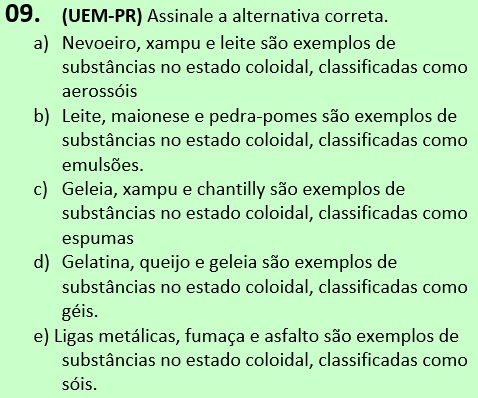 09. (UEM-PR) Assinale a alternativa correta.
a) Nevoeiro, xampu e leite são exemplos de
substâncias no estado coloidal, classificadas como
aerossóis
b) Leite, maionese e pedra-pomes são exemplos de
substâncias no estado coloidal, classificadas como
emulsões.
c) Geleia, xampu e chantilly são exemplos de
substâncias no estado coloidal, classificadas como
espumas
d) Gelatina, queijo e geleia são exemplos de
substâncias no estado coloidal, classificadas como
géis.
e) Ligas metálicas, fumaça e asfalto são exemplos de
substâncias no estado coloidal, classificadas como
sóis.